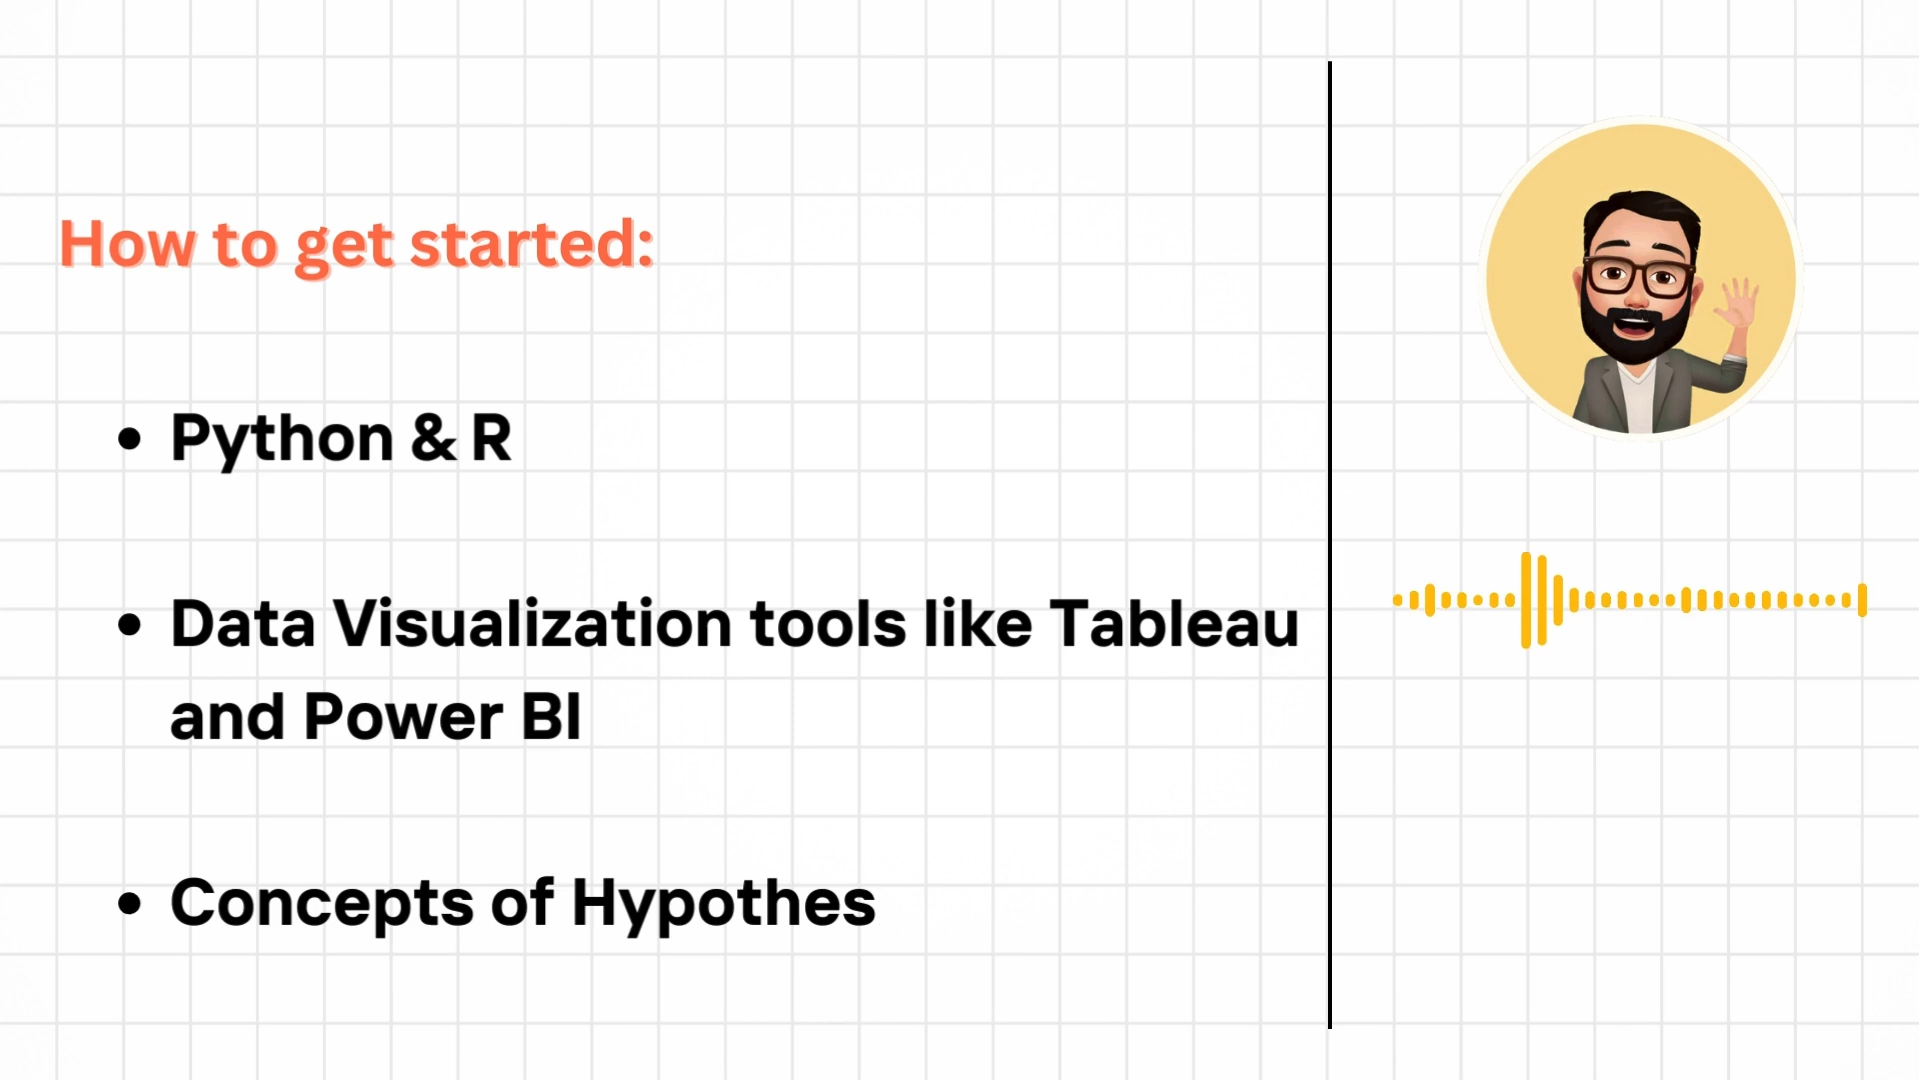 How to get started:
• Python & R
• Data Visualization tools like Tableau
and Power BI
• Concepts of Hypothes